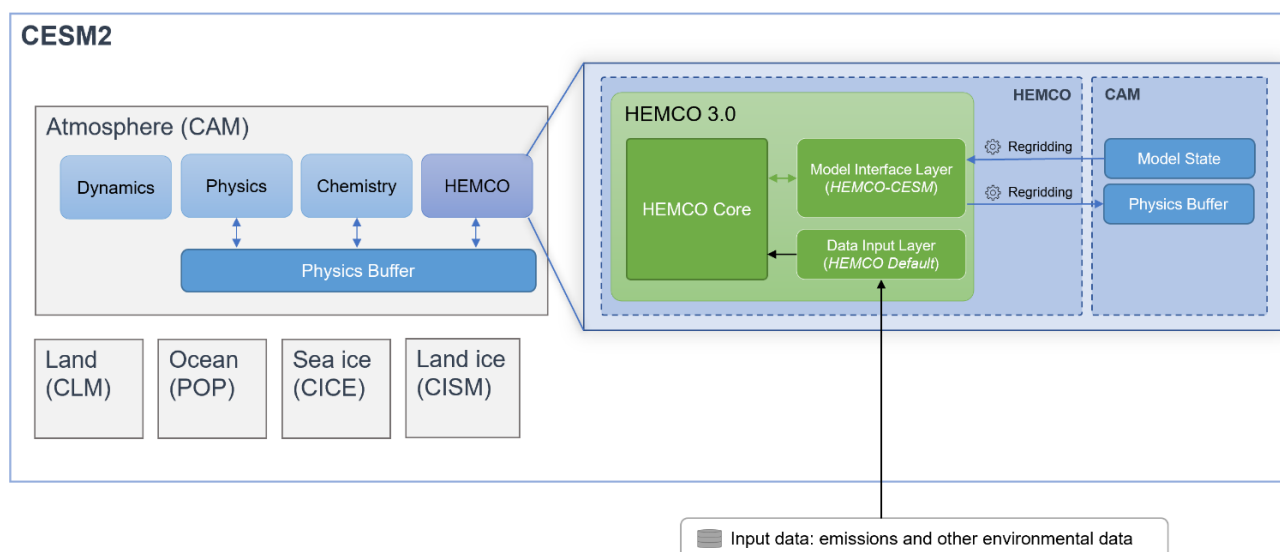 CESM2
Atmosphere (CAM)
Dynamics
Physics
Chemistry
HEMCO
Physics Buffer
Land
(CLM)
Ocean
(POP)
Sea ice
(CICE)
Land ice
(CISM)
HEMCO
HEMCO 3.0
HEMCO Core
Model Interface Layer
(HEMCO-CESM)
Data Input Layer
(HEMCO Default)
Regridding
Regridding
CAM
Model State
Physics Buffer
Input data: emissions and other environmental data